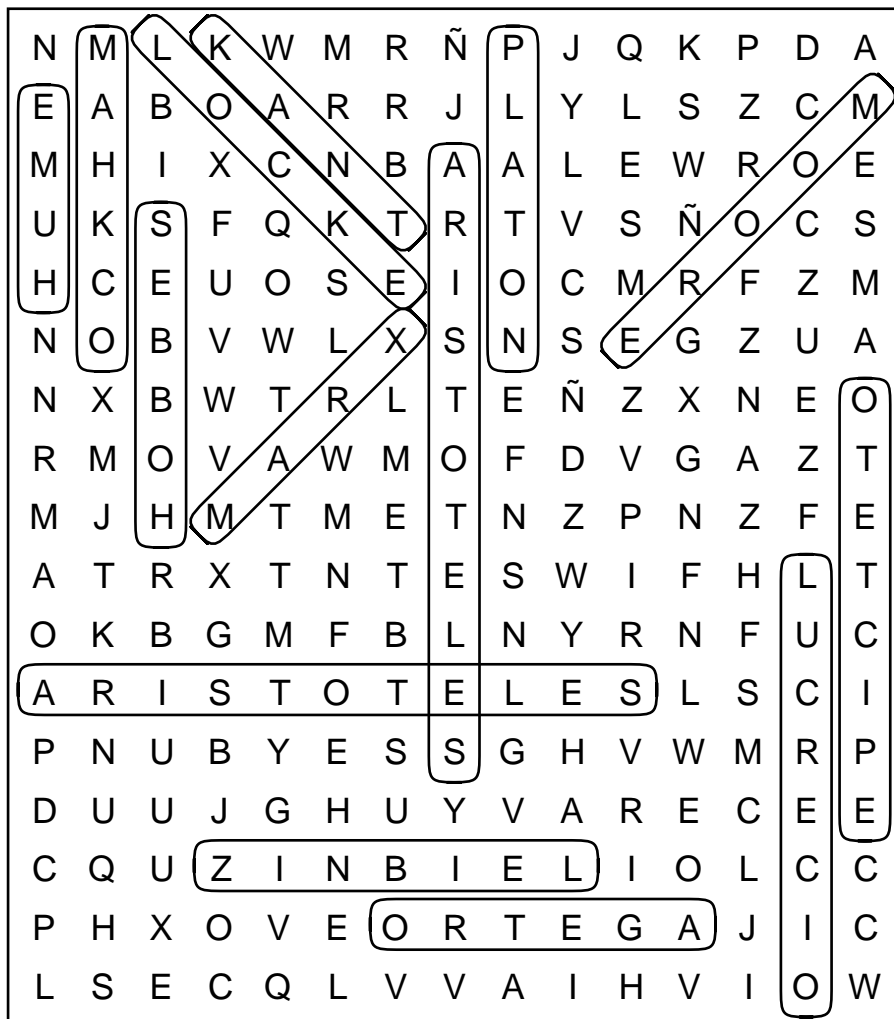 N M L K W M R Ñ P J Q K P D A
E A B O A R R J L Y L S Z C M
M H I X C N B A A L E W R O E
U K S F Q K T R T V S Ñ O C S
H C E U O S E I O C M R F Z M
N O B V W L X S N S E G Z U A
N X B W T R L T E Ñ Z X N E O
R M O V A W M O F D V G A Z T
M J H M T M E T N Z P N Z F E
A T R X T N T E S W I F H L T
O K B G M F B L N Y R N F U C
A R I S T O T E L E S L S C I
P N U B Y E S S G H V W M R P
D U U J G H U Y V A R E C E E
C Q U Z I N B I E L I O L C C
P H X O V E O R T E G A J I C
L S E C Q L V V A I H V I O W